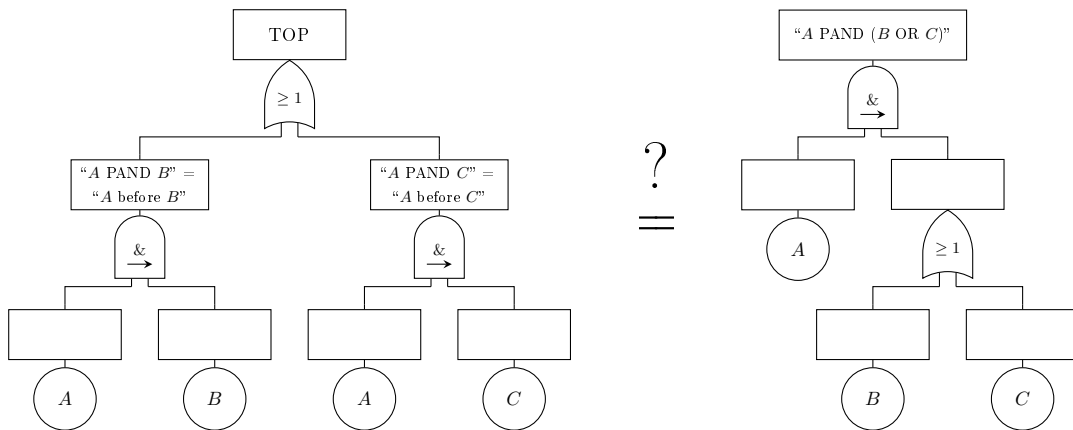 TOP
≥ 1
“A PAND B” =
“A before B”
“A PAND C” =
“A before C”
&
&
A
B
A
C
?
=
“A PAND (B OR C)”
&
A
≥ 1
B
C